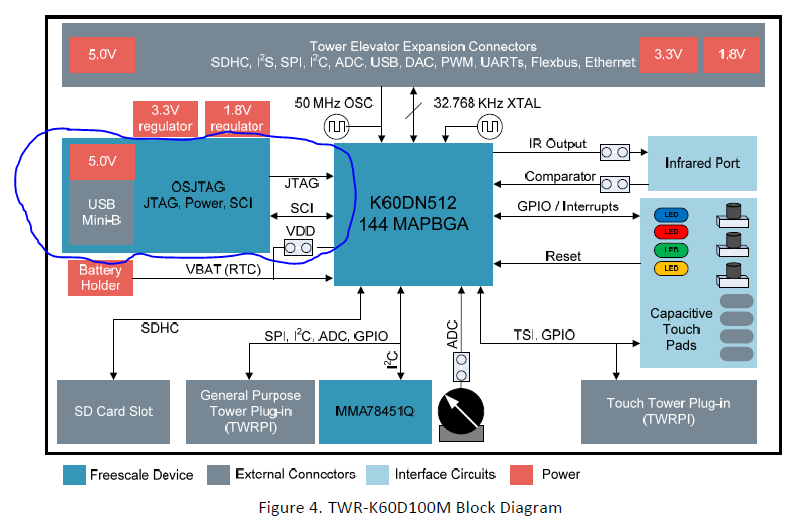 Tower Elevator Expansion Connectors
5.0V
SDHC, I²S, SPI, I²C, ADC, USB, DAC, PWM, UARTs, Flexbus, Ethernet
3.3V
1.8V
50 MHz OSC
32.768 KHz XTAL
3.3V
regulator
1.8V
regulator
5.0V
USB
Mini-B
OSJTAG
JTAG, Power, SCI
JTAG
SCI
VDD
K60DN512
144 MAPBGA
IR Output
Comparator
Infrared Port
GPIO / Interrupts
Reset
LED
LED
LED
LED
Capacitive
Touch
Pads
Battery
Holder
VBAT (RTC)
SDHC
SPI, I²C, ADC, GPIO
I²C
ADC
TSI, GPIO
SD Card Slot
General Purpose
Tower Plug-in
(TWRPI)
MMA78451Q
Touch Tower Plug-in
(TWRPI)
Freescale Device
External Connectors
Interface Circuits
Power
Figure 4. TWR-K60D100M Block Diagram